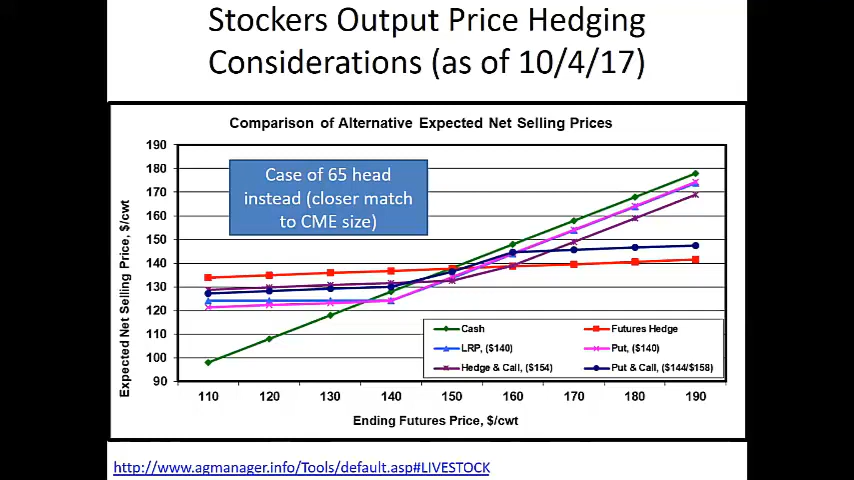 Stockers Output Price Hedging
Considerations (as of 10/4/17)
Comparison of Alternative Expected Net Selling Prices
Case of 65 head
instead (closer match
to CME size)
Expected Net Selling Price, $/cwt
190
180
170
160
150
140
130
120
110
100
90
Cash
Futures Hedge
LRP, ($140)
Put, ($140)
Hedge & Call, ($154)
Put & Call, ($144/$158)
110 120 130 140 150 160 170 180 190
Ending Futures Price, $/cwt
http://www.agmanager.info/Tools/default.asp#LIVESTOCK